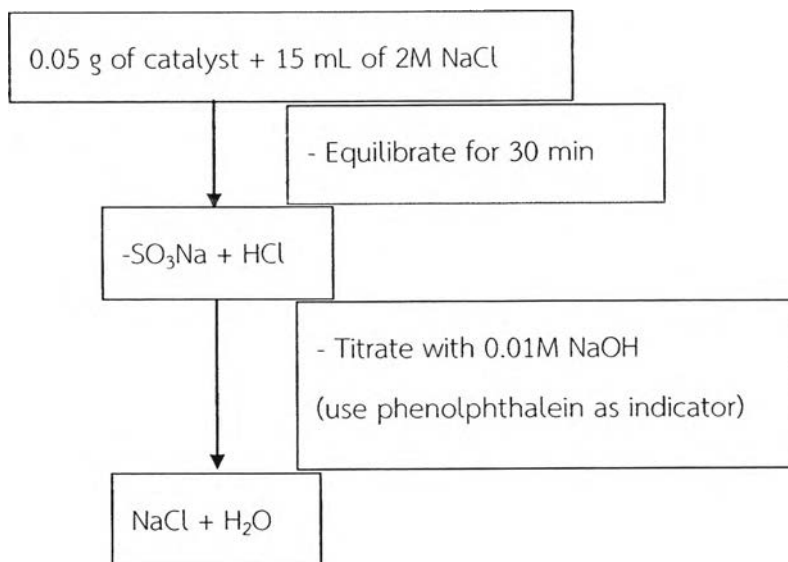 0.05 g of catalyst + 15 mL of 2M NaCl
- Equilibrate for 30 min
-SO₃Na + HCl
- Titrate with 0.01M NaOH
(use phenolphthalein as indicator)
NaCl + H₂O